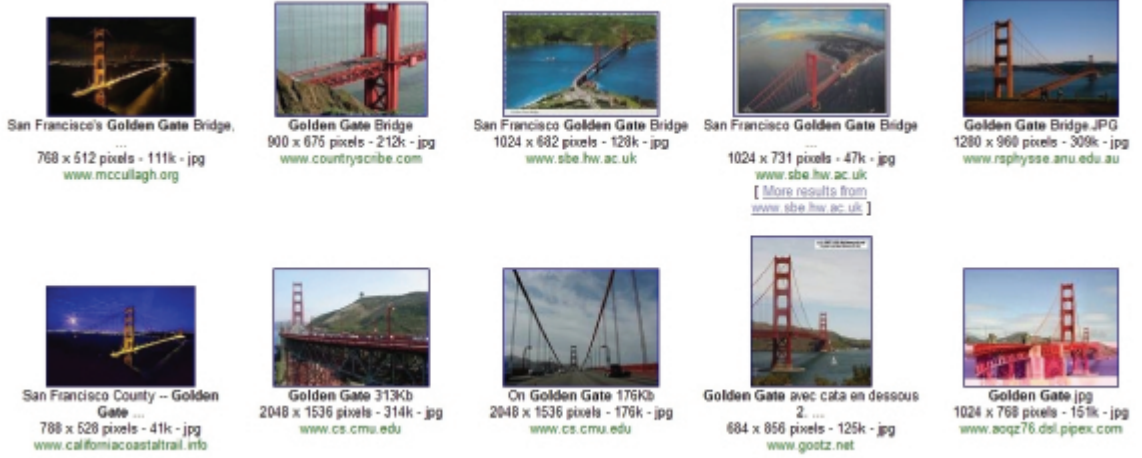 San Francisco's Golden Gate Bridge,
...
768 x 512 pixels - 111k - jpg
www.mccullagh.org
Golden Gate Bridge
900 x 675 pixels - 212k - jpg
www.countryscribe.com
San Francisco Golden Gate Bridge
1024 x 682 pixels - 128k - jpg
www.sbe.hw.ac.uk
San Francisco Golden Gate Bridge
...
1024 x 731 pixels - 47k - jpg
www.sbe.hw.ac.uk
[ More results from
www.sbe.hw.ac.uk ]
Golden Gate Bridge.JPG
1280 x 960 pixels - 309k - jpg
www.rsphysse.anu.edu.au
San Francisco County -- Golden
Gate ...
788 x 528 pixels - 41k - jpg
www.californiacoastaltrail.info
Golden Gate 313Kb
2048 x 1536 pixels - 314k - jpg
www.cs.cmu.edu
On Golden Gate 176Kb
2048 x 1536 pixels - 176k - jpg
www.cs.cmu.edu
Golden Gate avec cata en dessous
2. ...
684 x 856 pixels - 125k - jpg
www.gootz.net
Golden Gate.jpg
1024 x 768 pixels - 151k - jpg
www.aoqz76.dsl.pipex.com